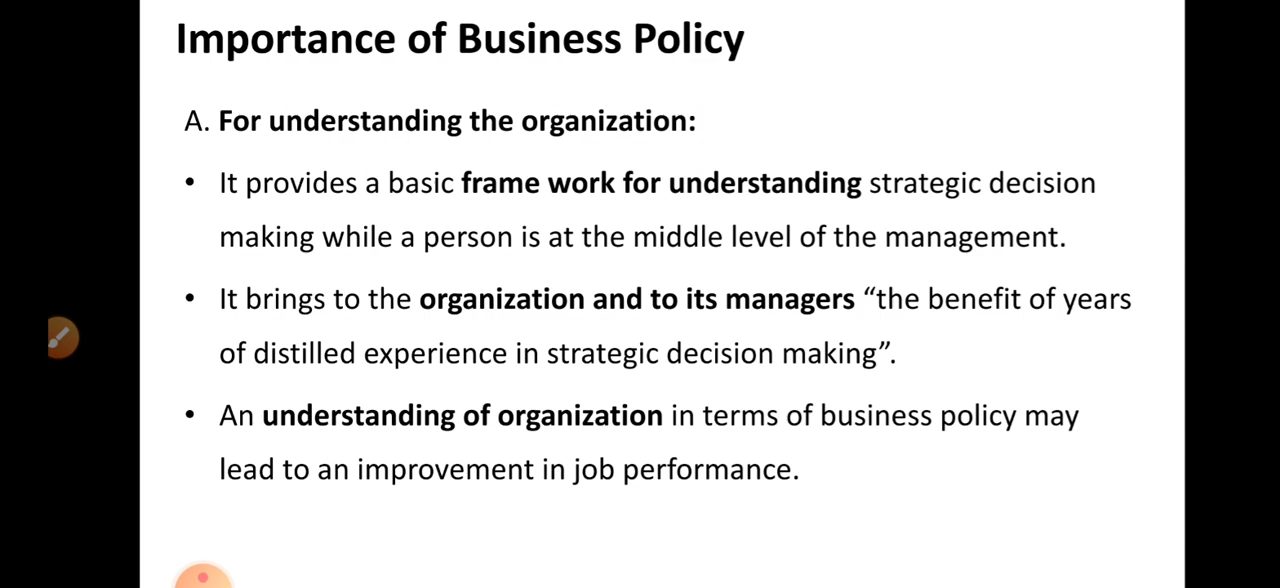 Importance of Business Policy
A. For understanding the organization:
• It provides a basic frame work for understanding strategic decision
making while a person is at the middle level of the management.
• It brings to the organization and to its managers “the benefit of years
of distilled experience in strategic decision making”.
• An understanding of organization in terms of business policy may
lead to an improvement in job performance.